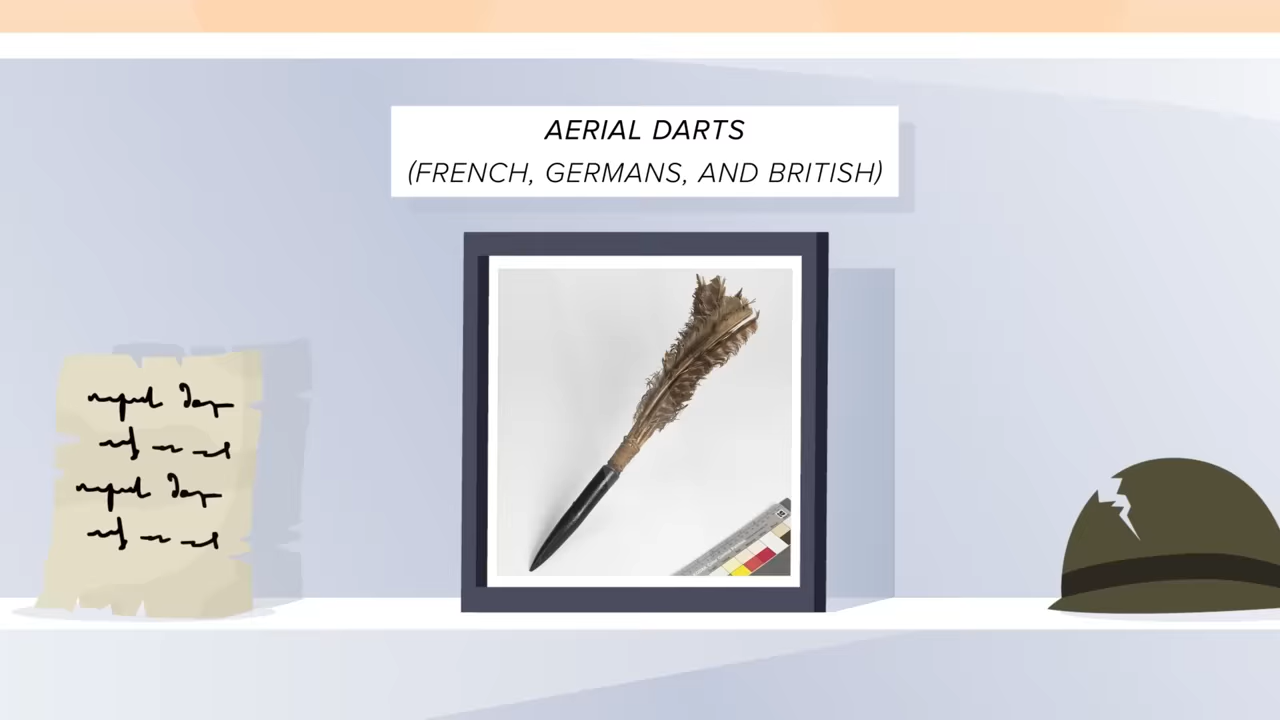 AERIAL DARTS
(FRENCH, GERMANS, AND BRITISH)